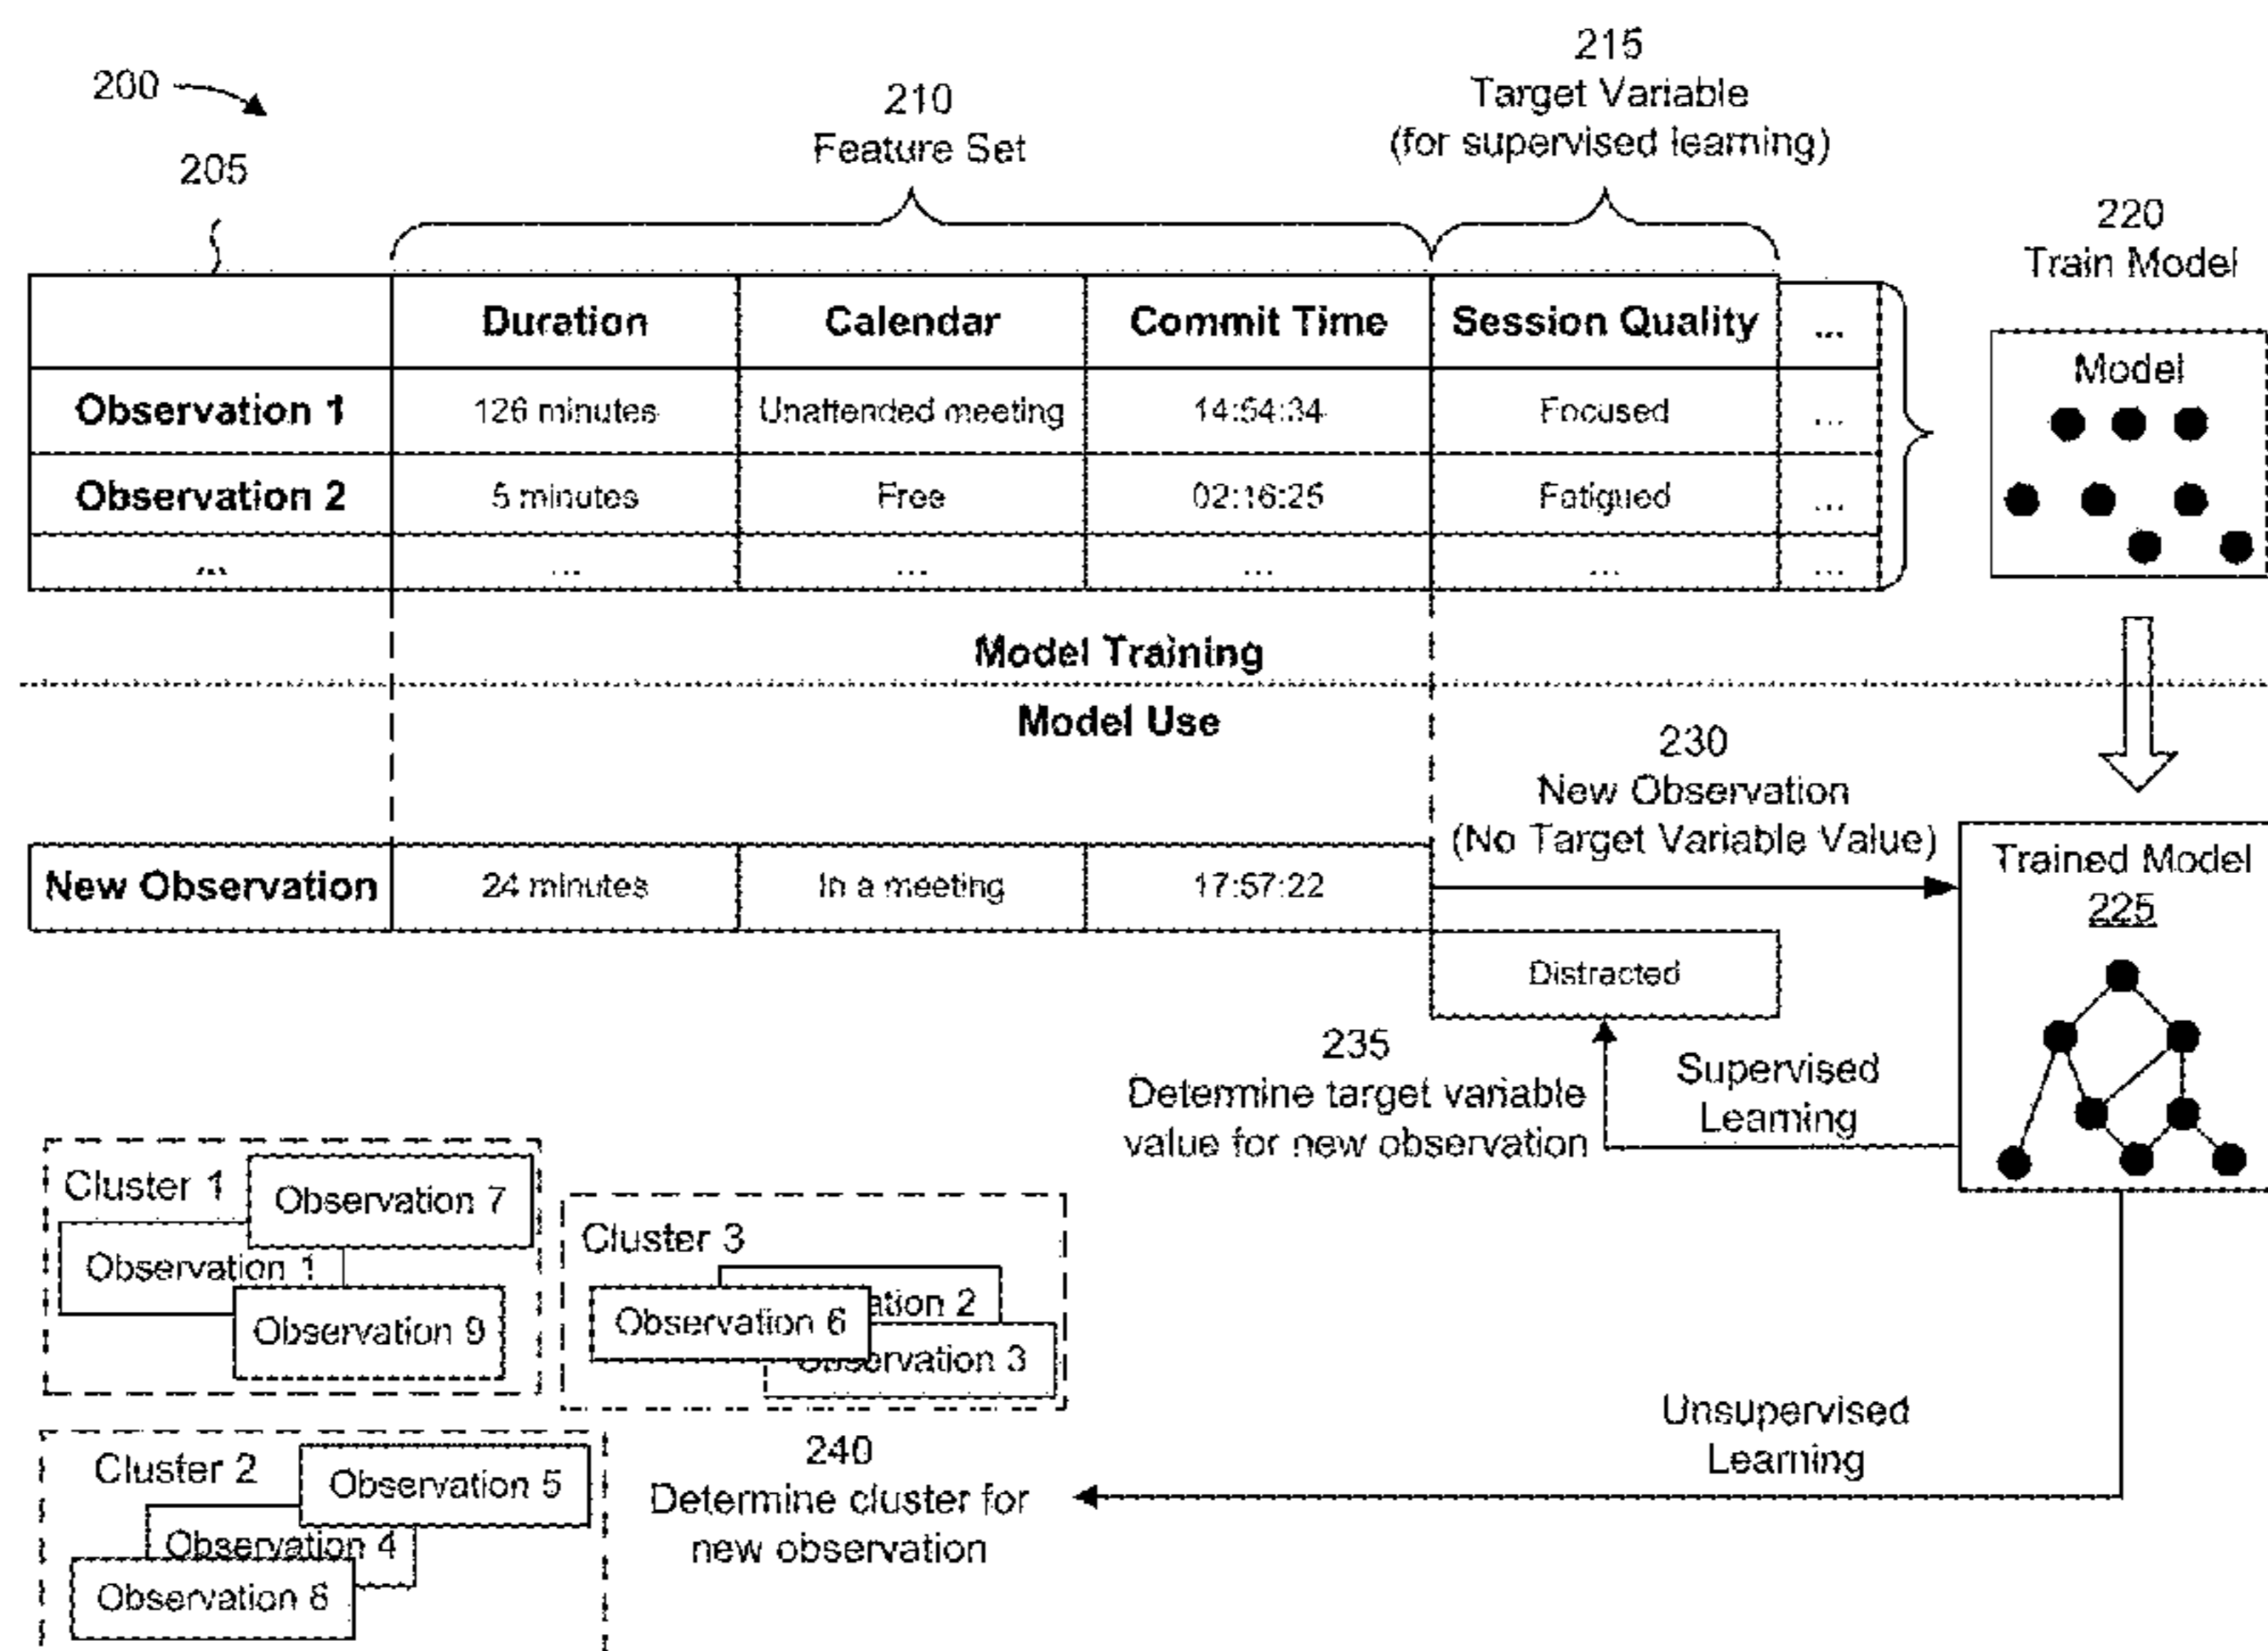 200
205
210
Feature Set
215
Target Variable
(for supervised learning)
220
Train Model
Duration Calendar Commit Time Session Quality ...
Observation 1 126 minutes Unattended meeting 14:54:34 Focused ...
Observation 2 5 minutes Free 02:16:25 Fatigued ...
... ... ... ... ... ...
Model
Model Training
Model Use
230
New Observation
(No Target Variable Value)
New Observation 24 minutes In a meeting 17:57:22
Trained Model
225
Distracted
235
Determine target variable
value for new observation
Supervised
Learning
Cluster 1
Observation 7
Observation 1
Observation 9
Cluster 3
ation 2
Observation 6
Observation 3
Unsupervised
Learning
Cluster 2
Observation 5
Observation 4
Observation 8
240
Determine cluster for
new observation